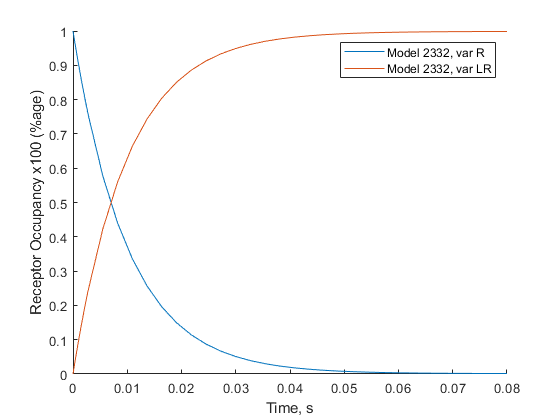 1
0.9
0.8
0.7
0.6
0.5
0.4
0.3
0.2
0.1
0
Receptor Occupancy x100 (%age)
Model 2332, var R
Model 2332, var LR
0 0.01 0.02 0.03 0.04 0.05 0.06 0.07 0.08
Time, s